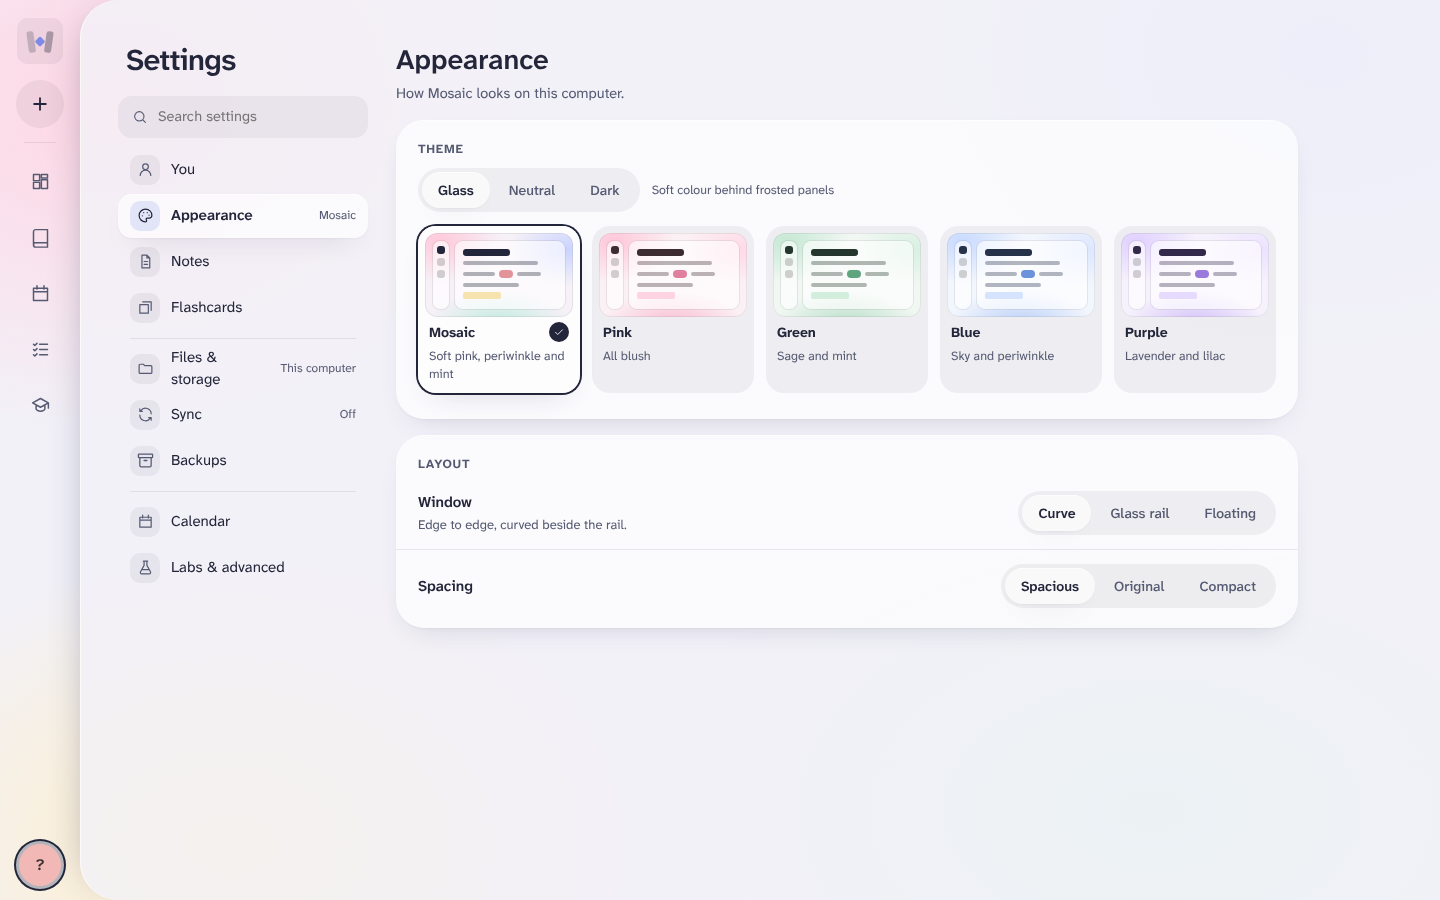 Settings
Search settings
You
Appearance
Mosaic
Notes
Flashcards
Files &
storage
This computer
Sync
Off
Backups
Calendar
Labs & advanced
?
Appearance
How Mosaic looks on this computer.
THEME
Glass
Neutral
Dark
Soft colour behind frosted panels
Mosaic
Soft pink, periwinkle and
mint
Pink
All blush
Green
Sage and mint
Blue
Sky and periwinkle
Purple
Lavender and lilac
LAYOUT
Window
Edge to edge, curved beside the rail.
Curve
Glass rail
Floating
Spacing
Spacious
Original
Compact